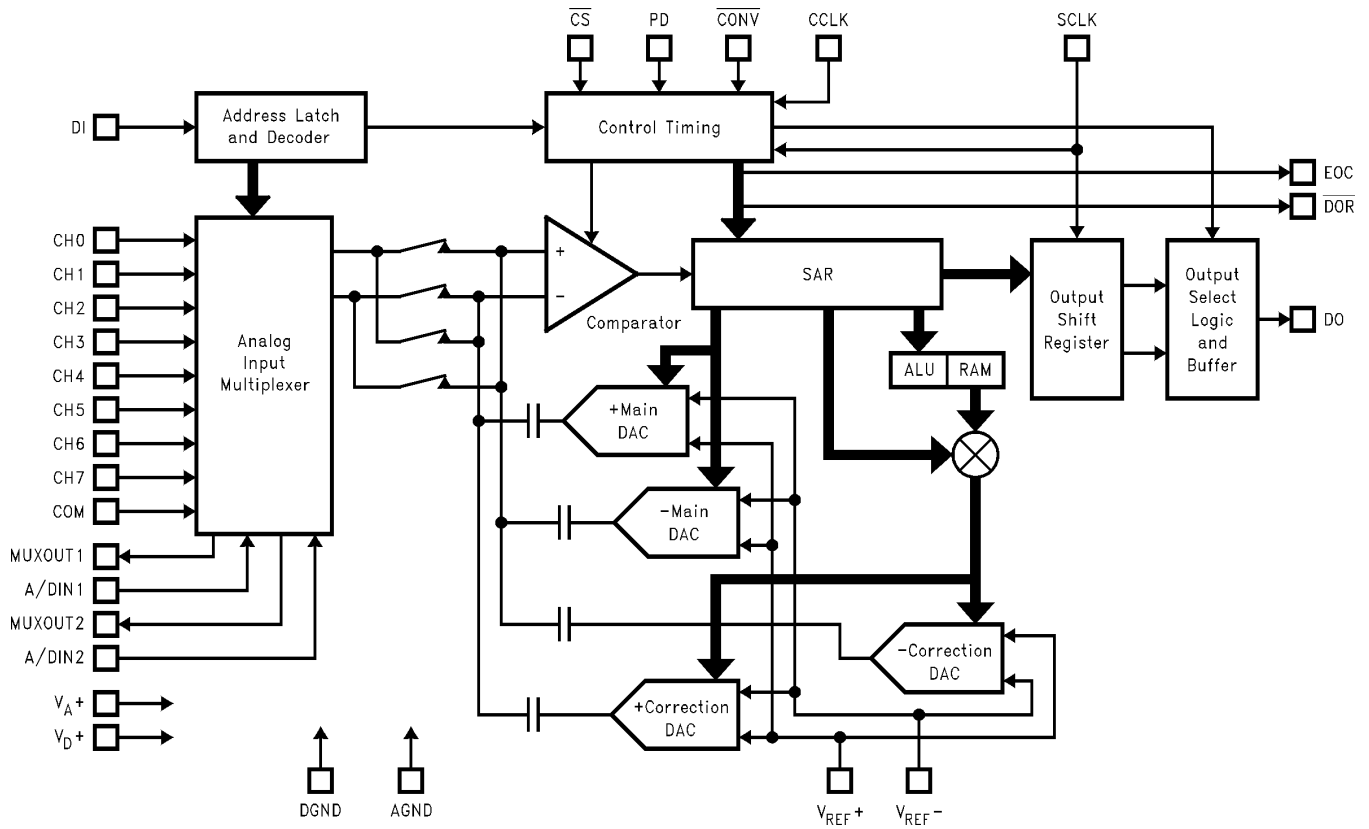 CS PD CONV CCLK SCLK
DI
Address Latch
and Decoder
Control Timing
EOC
DOR
CH0
CH1
CH2
CH3
CH4
CH5
CH6
CH7
COM
MUXOUT1
A/DIN1
MUXOUT2
A/DIN2
VA+
VD+
Analog
Input
Multiplexer
+
−
Comparator
SAR
ALU RAM
Output
Shift
Register
Output
Select
Logic
and
Buffer
DO
+Main
DAC
−Main
DAC
−Correction
DAC
+Correction
DAC
DGND AGND VREF+ VREF−